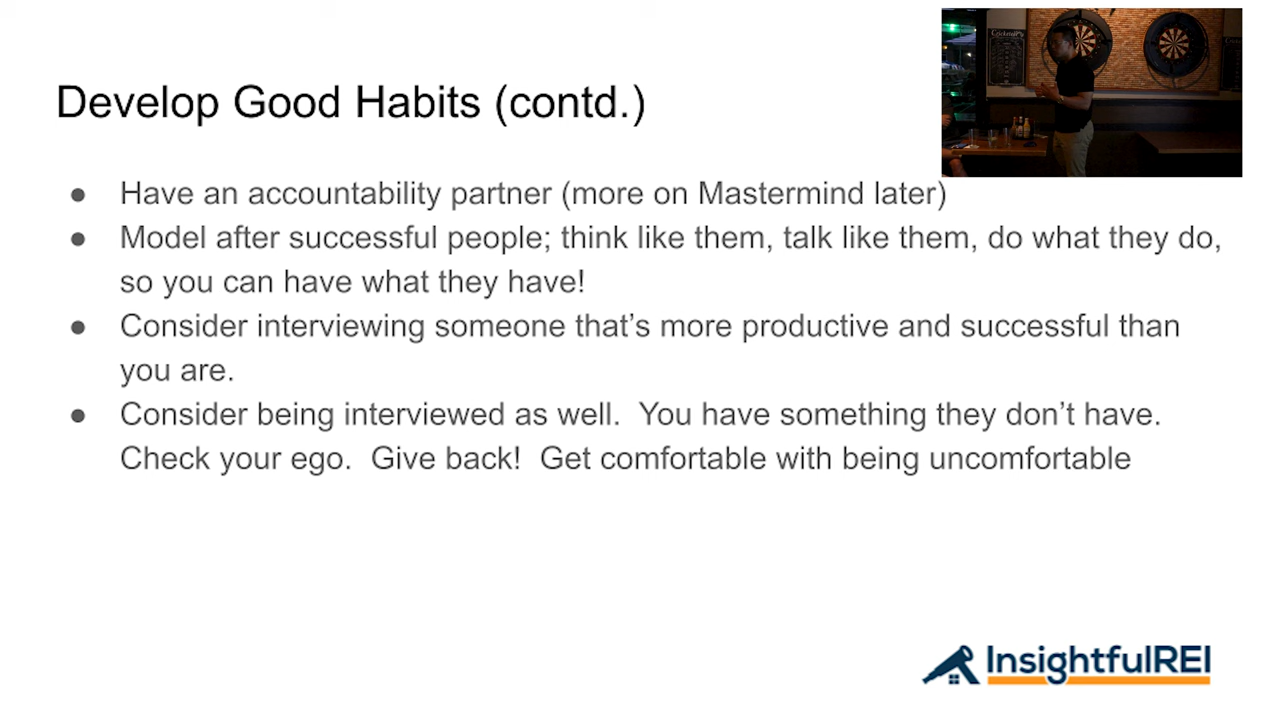 Develop Good Habits (contd.)
● Have an accountability partner (more on Mastermind later)
● Model after successful people; think like them, talk like them, do what they do,
so you can have what they have!
● Consider interviewing someone that’s more productive and successful than
you are.
● Consider being interviewed as well.  You have something they don’t have.
Check your ego.  Give back!  Get comfortable with being uncomfortable
InsightfulREI